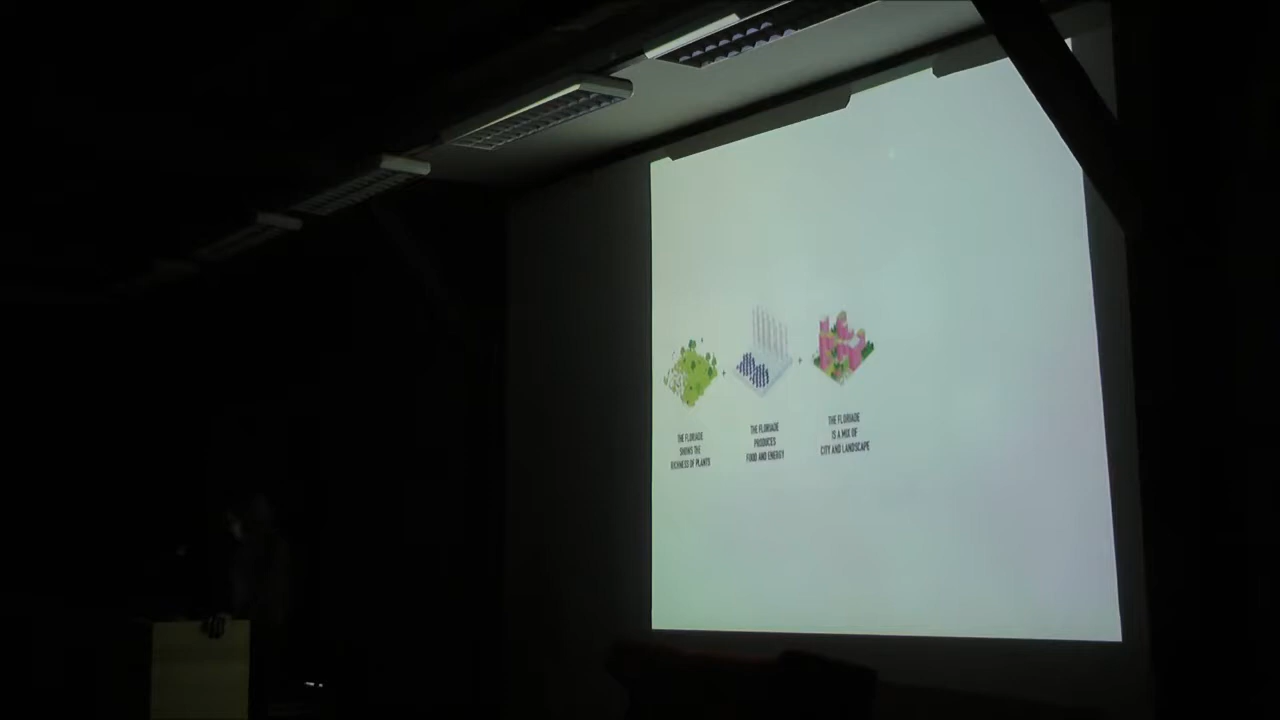 THE FLORIADE
SHOWS THE
RICHNESS OF PLANTS
THE FLORIADE
PRODUCES
FOOD AND ENERGY
THE FLORIADE
IS A MIX OF
CITY AND LANDSCAPE